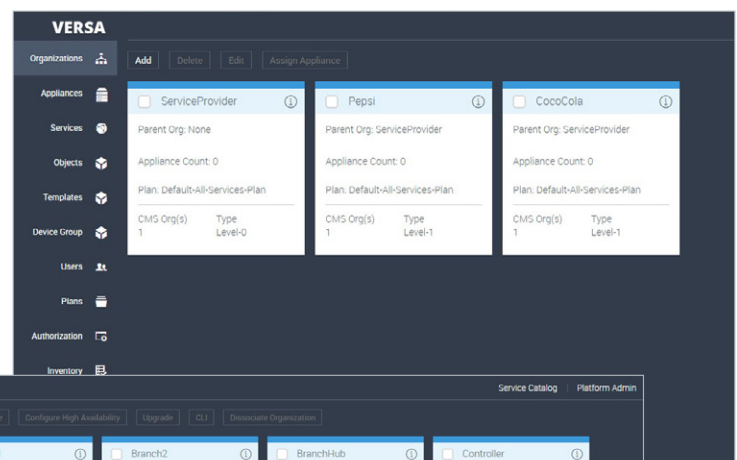 VERSA
Organizations
Add Delete Edit Assign Appliance
Appliances
Services
Objects
Templates
Device Group
Users
Plans
Authorization
Inventory
ServiceProvider
Parent Org: None
Appliance Count: 0
Plan: Default-All-Services-Plan
CMS Org(s) Type
1 Level-0
Pepsi
Parent Org: ServiceProvider
Appliance Count: 0
Plan: Default-All-Services-Plan
CMS Org(s) Type
1 Level-1
CocoCola
Parent Org: ServiceProvider
Appliance Count: 0
Plan: Default-All-Services-Plan
CMS Org(s) Type
1 Level-1
Service Catalog Platform Admin
Configure High Availability Upgrade CLI Dissociate Organization
Branch2 BranchHub Controller